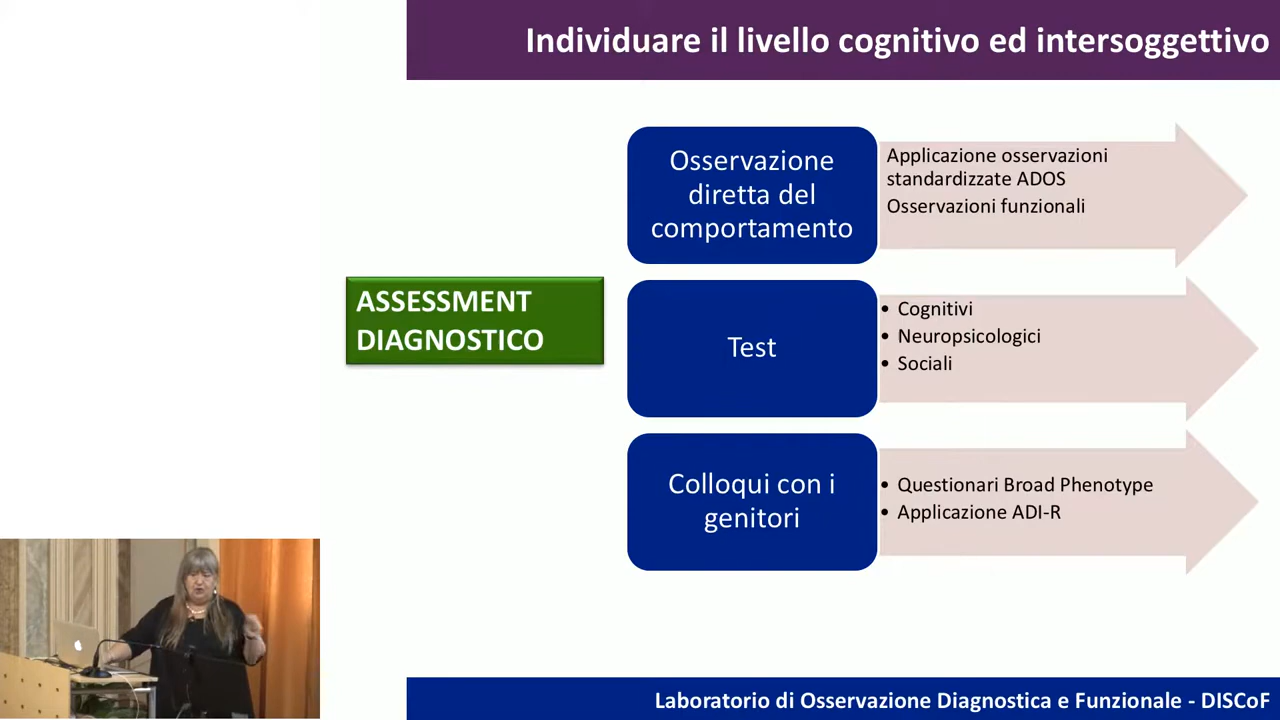 Individuare il livello cognitivo ed intersoggettivo
ASSESSMENT
DIAGNOSTICO
Osservazione
diretta del
comportamento
Applicazione osservazioni
standardizzate ADOS
Osservazioni funzionali
Test
• Cognitivi
• Neuropsicologici
• Sociali
Colloqui con i
genitori
• Questionari Broad Phenotype
• Applicazione ADI-R
Laboratorio di Osservazione Diagnostica e Funzionale - DISCoF